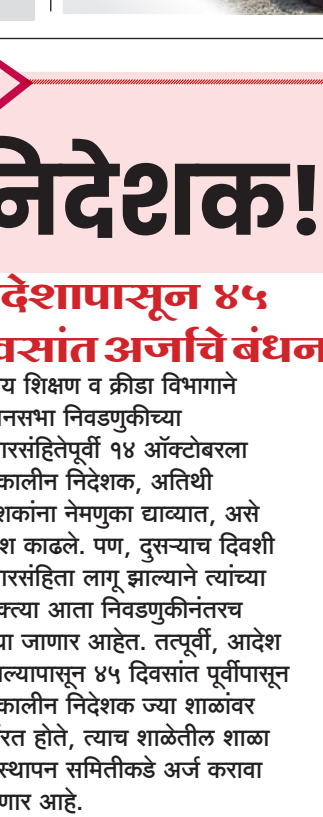 निदेशक!
देशापासून ४५
वसांत अर्जाचे बंधन
य शिक्षण व क्रीडा विभागाने
नसभा निवडणुकीच्या
ारसंहितेपूर्वी १४ ऑक्टोबरला
कालीन निदेशक, अतिथी
शकांना नेमणुका द्याव्यात, असे
श काढले. पण, दुसऱ्याच दिवशी
ारसंहिता लागू झाल्याने त्यांच्या
क्त्या आता निवडणुकीनंतरच
या जाणार आहेत. तत्पूर्वी, आदेश
ल्यापासून ४५ दिवसांत पूर्वीपासून
कालीन निदेशक ज्या शाळांवर
रत होते, त्याच शाळेतील शाळा
स्थापन समितीकडे अर्ज करावा
णार आहे.